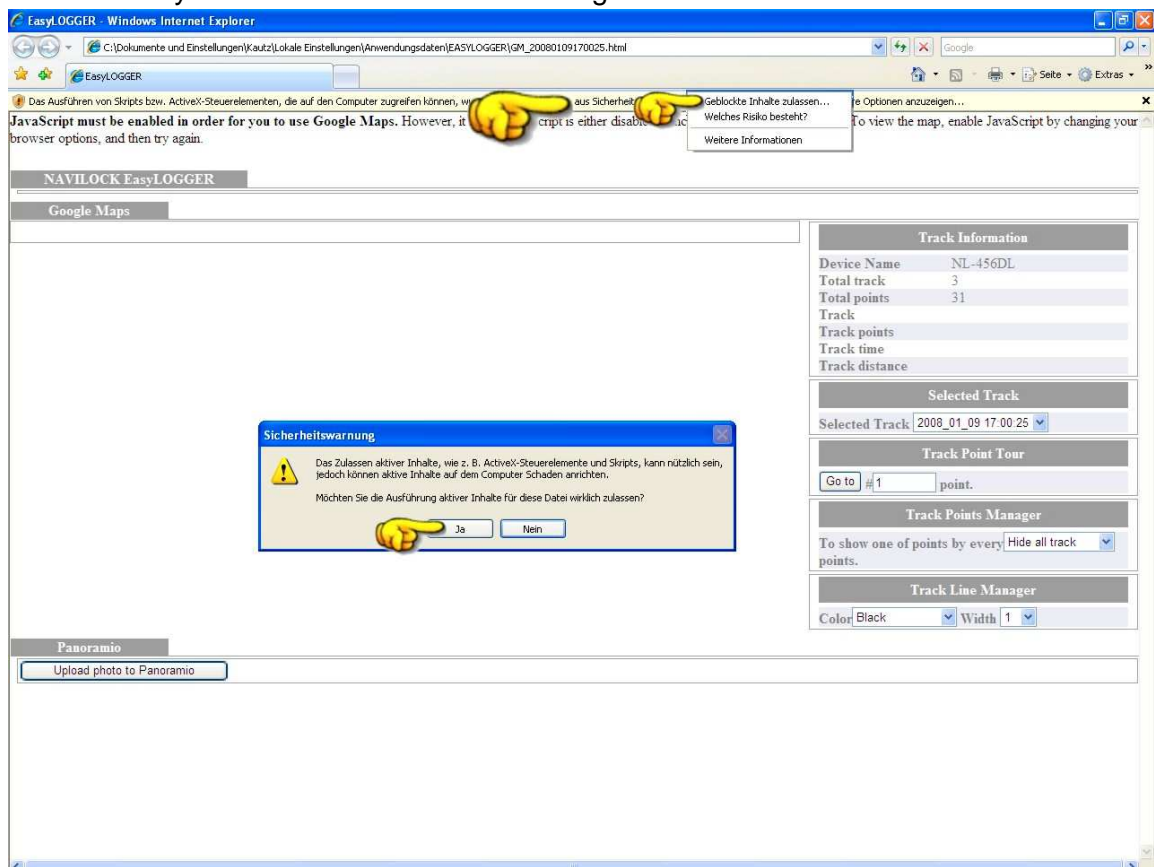 EasyLOGGER - Windows Internet Explorer
C:\Dokumente und Einstellungen\Kautz\Lokale Einstellungen\Anwendungsdaten\EASYLOGGER\GM_20080109170025.html
Google
EasyLOGGER
Seite
Extras
Das Ausführen von Skripts bzw. ActiveX-Steuerelementen, die auf den Computer zugreifen können, aus Optionen anzuzeigen...
Geblockte Inhalte zulassen...
Welches Risiko besteht?
Weitere Informationen
JavaScript must be enabled in order for you to use Google Maps. However, it is either To view the map, enable JavaScript by changing your
browser options, and then try again.
NAVILOCK EasyLOGGER
Google Maps
Track Information
Device Name NL-456DL
Total track 3
Total points 31
Track
Track points
Track time
Track distance
Selected Track
Selected Track 2008_01_09 17:00:25
Track Point Tour
Go to #1 point.
Track Points Manager
To show one of points by every Hide all track
points.
Track Line Manager
Color Black Width 1
Sicherheitswarnung
Das Zulassen aktiver Inhalte, wie z. B. ActiveX-Steuerelemente und Skripts, kann nützlich sein,
jedoch können aktive Inhalte auf dem Computer Schaden anrichten.
Möchten Sie die Ausführung aktiver Inhalte für diese Datei wirklich zulassen?
Ja
Nein
Panoramio
Upload photo to Panoramio